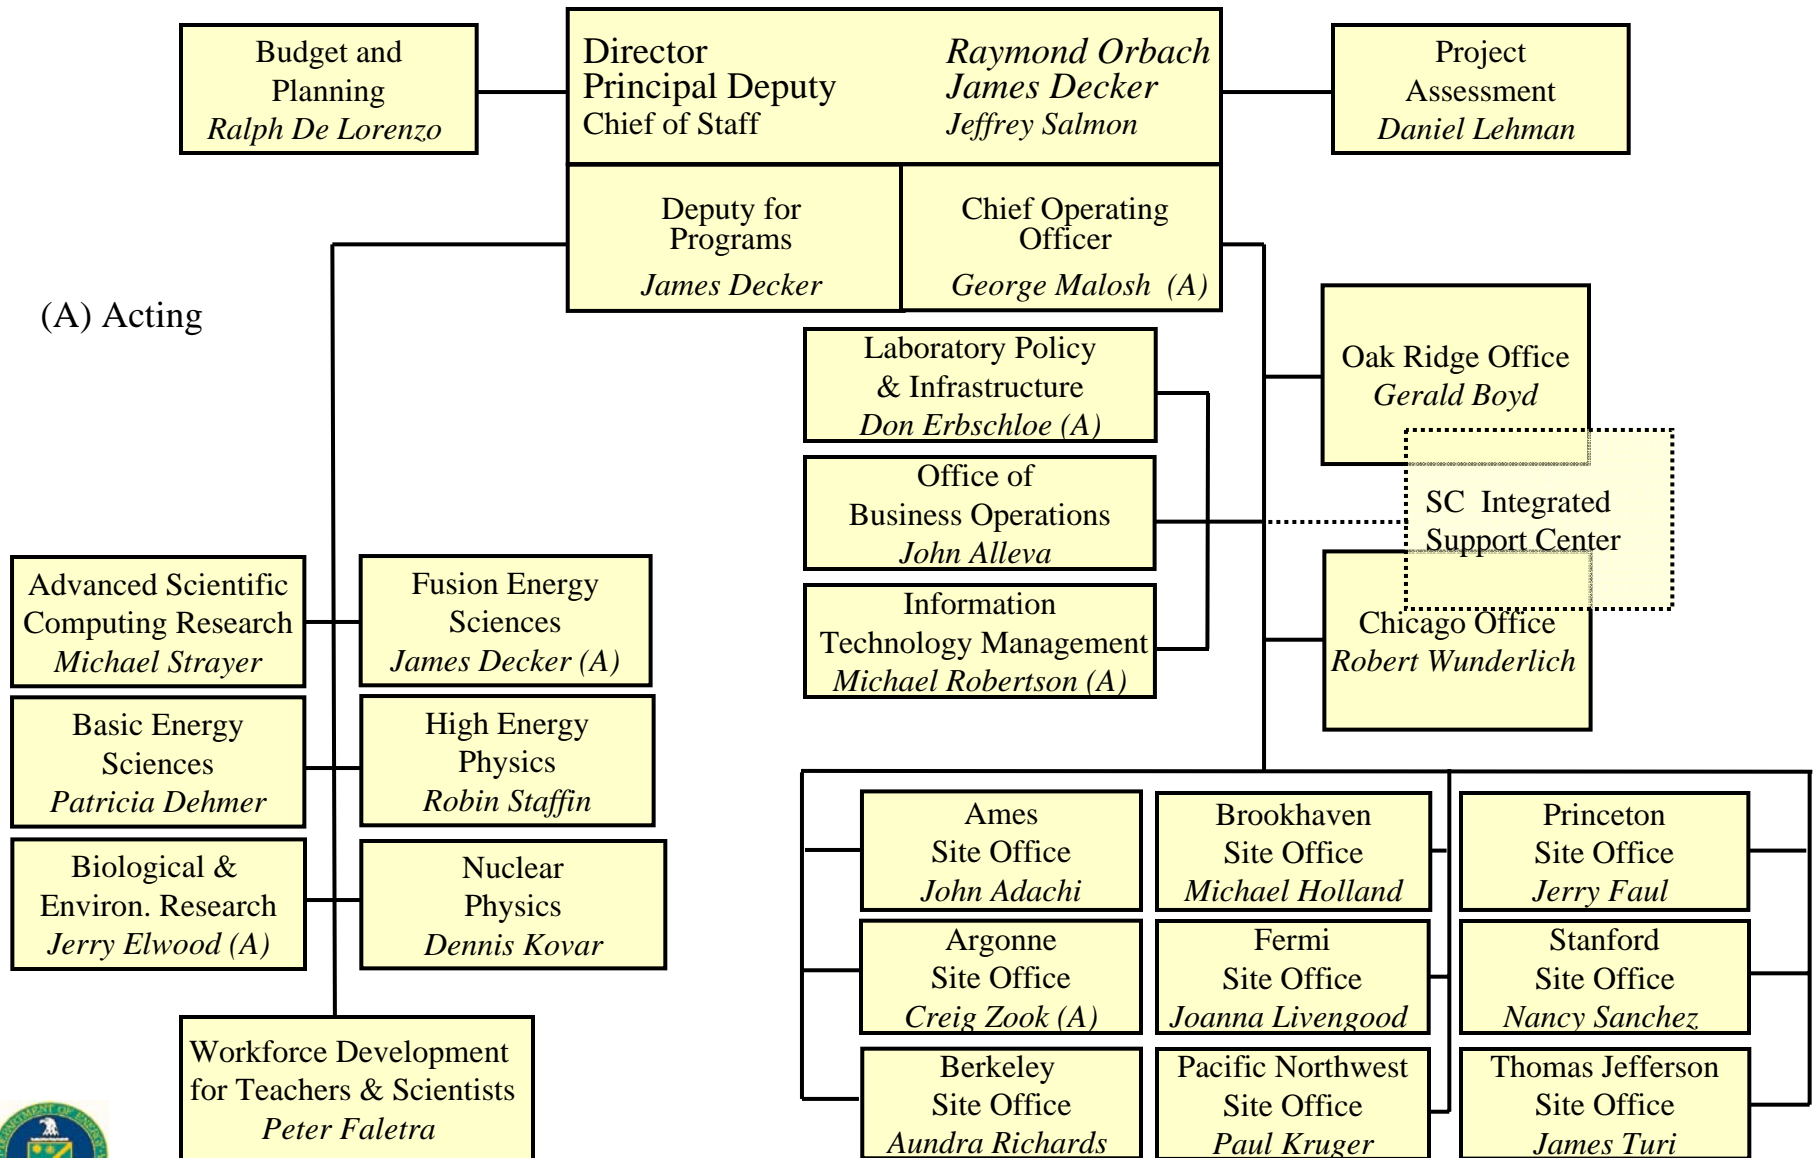 Budget and
Planning
Ralph De Lorenzo
Director Raymond Orbach
Principal Deputy James Decker
Chief of Staff Jeffrey Salmon
Project
Assessment
Daniel Lehman
Deputy for
Programs
James Decker
Chief Operating
Officer
George Malosh (A)
(A) Acting
Laboratory Policy
& Infrastructure
Don Erbschloe (A)
Office of
Business Operations
John Alleva
Information
Technology Management
Michael Robertson (A)
Oak Ridge Office
Gerald Boyd
SC Integrated
Support Center
Chicago Office
Robert Wunderlich
Advanced Scientific
Computing Research
Michael Strayer
Fusion Energy
Sciences
James Decker (A)
Basic Energy
Sciences
Patricia Dehmer
High Energy
Physics
Robin Staffin
Biological &
Environ. Research
Jerry Elwood (A)
Nuclear
Physics
Dennis Kovar
Workforce Development
for Teachers & Scientists
Peter Faletra
Ames
Site Office
John Adachi
Brookhaven
Site Office
Michael Holland
Princeton
Site Office
Jerry Faul
Argonne
Site Office
Creig Zook (A)
Fermi
Site Office
Joanna Livengood
Stanford
Site Office
Nancy Sanchez
Berkeley
Site Office
Aundra Richards
Pacific Northwest
Site Office
Paul Kruger
Thomas Jefferson
Site Office
James Turi
DEPARTMENT OF ENERGY